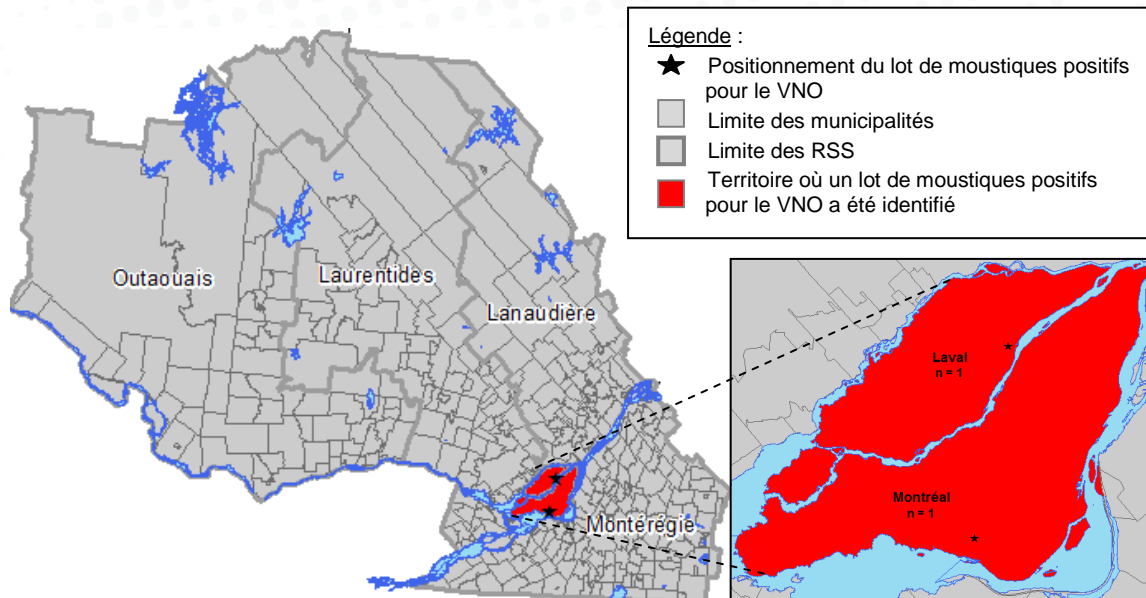 Légende :
Positionnement du lot de moustiques positifs
pour le VNO
Limite des municipalités
Limite des RSS
Territoire où un lot de moustiques positifs
pour le VNO a été identifié
Outaouais
Laurentides
Lanaudière
Montérégie
Laval
n = 1
Montréal
n = 1